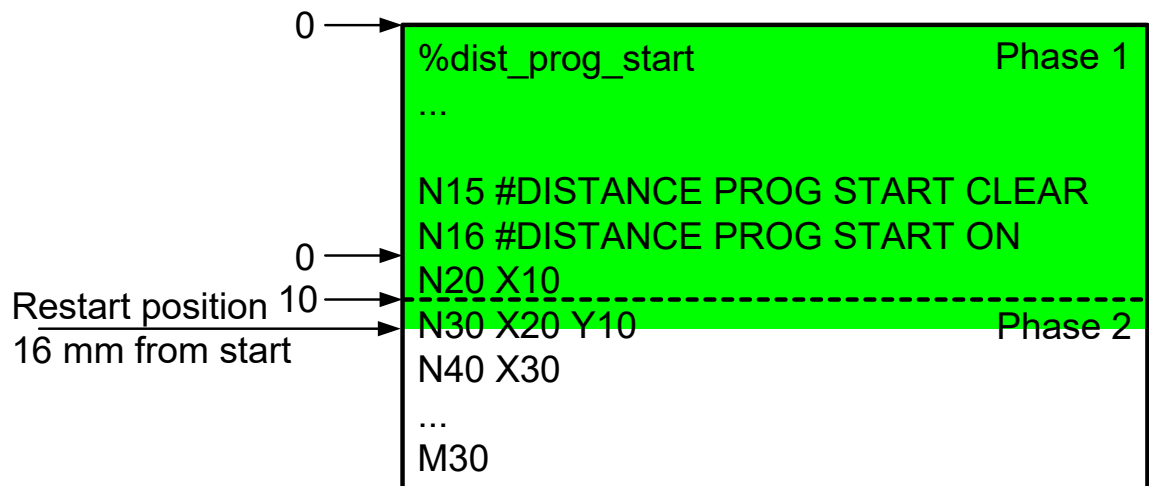 0
%dist_prog_start Phase 1
...
N15 #DISTANCE PROG START CLEAR
N16 #DISTANCE PROG START ON
0
N20 X10
10
Restart position
16 mm from start
N30 X20 Y10 Phase 2
N40 X30
...
M30